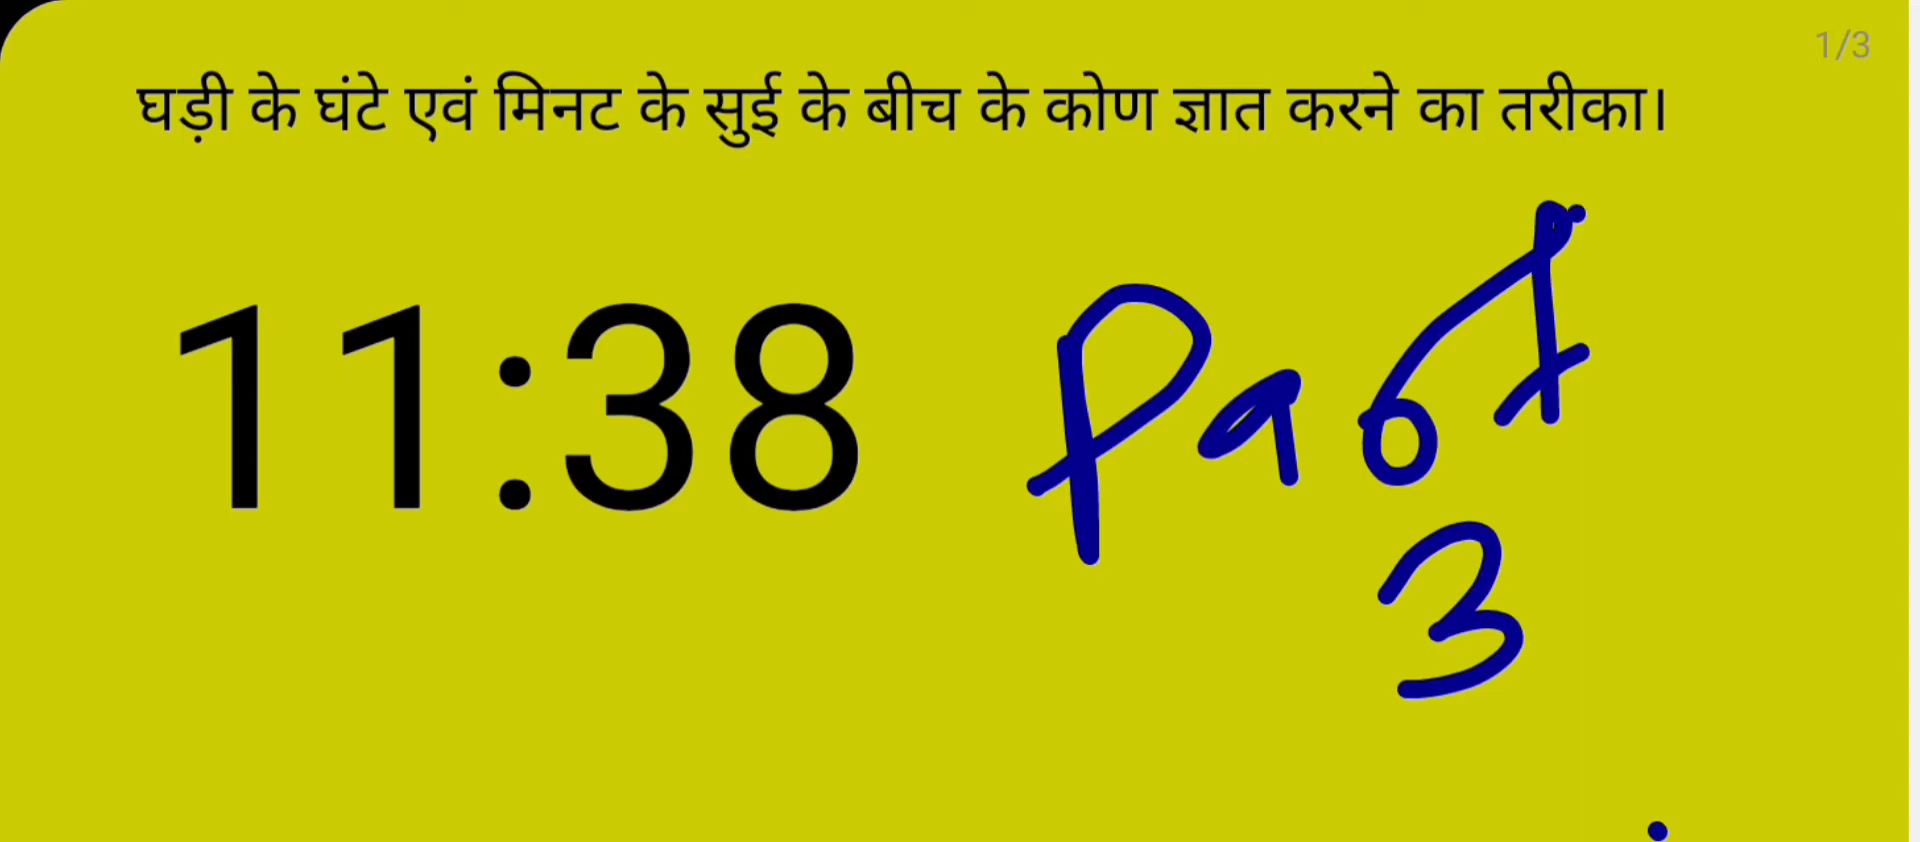 1/3
घड़ी के घंटे एवं मिनट के सुई के बीच के कोण ज्ञात करने का तरीका।
11:38 Part
3